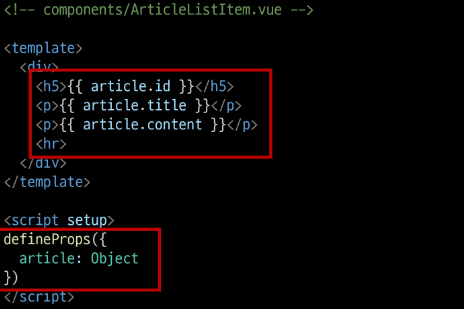 <!-- components/ArticleListItem.vue -->
<template>
<div>
<h5>{{ article.id }}</h5>
<p>{{ article.title }}</p>
<p>{{ article.content }}</p>
<hr>
</div>
</template>
<script setup>
defineProps({
article: Object
})
</script>